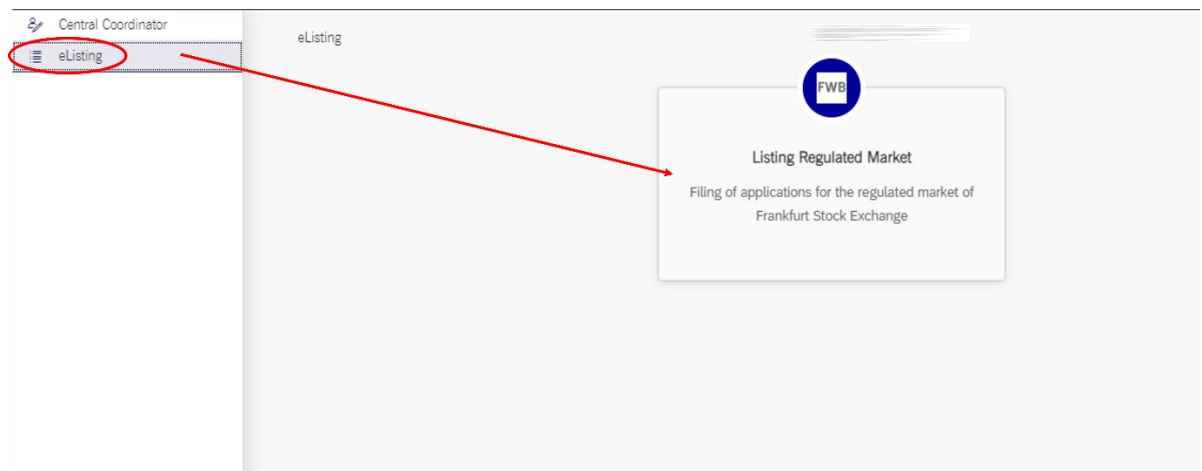 Central Coordinator
eListing
eListing
FWB
Listing Regulated Market
Filing of applications for the regulated market of
Frankfurt Stock Exchange